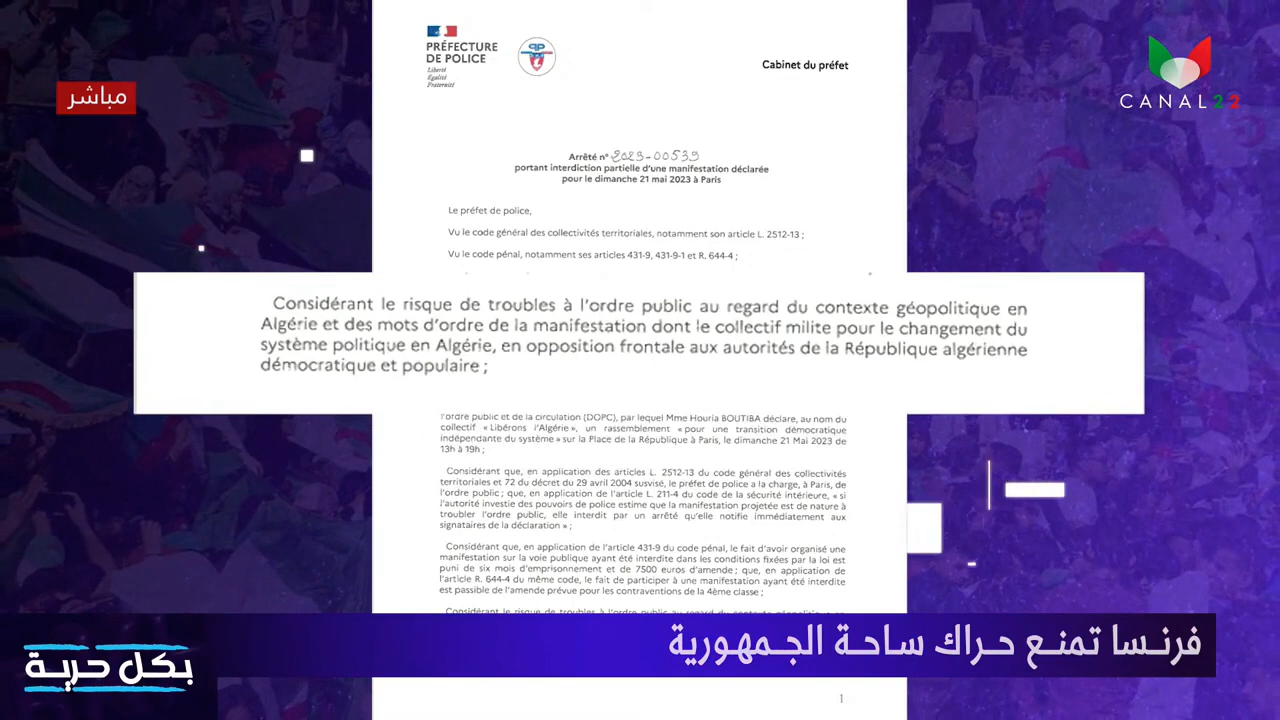 PRÉFECTURE
DE POLICE
Liberté
Égalité
Fraternité
Cabinet du préfet
CANAL 22
مباشر
Arrêté n° 2023-00539
portant interdiction partielle d'une manifestation déclarée
pour le dimanche 21 mai 2023 à Paris
Le préfet de police,
Vu le code général des collectivités territoriales, notamment son article L. 2512-13 ;
Vu le code pénal, notamment ses articles 431-9, 431-9-1 et R. 644-4 ;
Considérant le risque de troubles à l'ordre public au regard du contexte géopolitique en
Algérie et des mots d'ordre de la manifestation dont le collectif milite pour le changement du
système politique en Algérie, en opposition frontale aux autorités de la République algérienne
démocratique et populaire ;
l'ordre public et de la circulation (DOPC), par lequel Mme Houria BOUTIBA déclare, au nom du
collectif « Libérons l'Algérie », un rassemblement « pour une transition démocratique
indépendante du système » sur la Place de la République à Paris, le dimanche 21 Mai 2023 de
13h à 19h ;
Considérant que, en application des articles L. 2512-13 du code général des collectivités
territoriales et 72 du décret du 29 avril 2004 susvisé, le préfet de police a la charge, à Paris, de
l'ordre public ; que, en application de l'article L. 211-4 du code de la sécurité intérieure, « si
l'autorité investie des pouvoirs de police estime que la manifestation projetée est de nature à
troubler l'ordre public, elle interdit par un arrêté qu'elle notifie immédiatement aux
signataires de la déclaration » ;
Considérant que, en application de l'article 431-9 du code pénal, le fait d'avoir organisé une
manifestation sur la voie publique ayant été interdite dans les conditions fixées par la loi est
puni de six mois d'emprisonnement et de 7500 euros d'amende ; que, en application de
l'article R. 644-4 du même code, le fait de participer à une manifestation ayant été interdite
est passible de l'amende prévue pour les contraventions de la 4ème classe ;
Considérant le risque de troubles à l'ordre public au regard du contexte géopolitique en
فرنسا تمنع حراك ساحة الجمهورية
بكل حرية
1